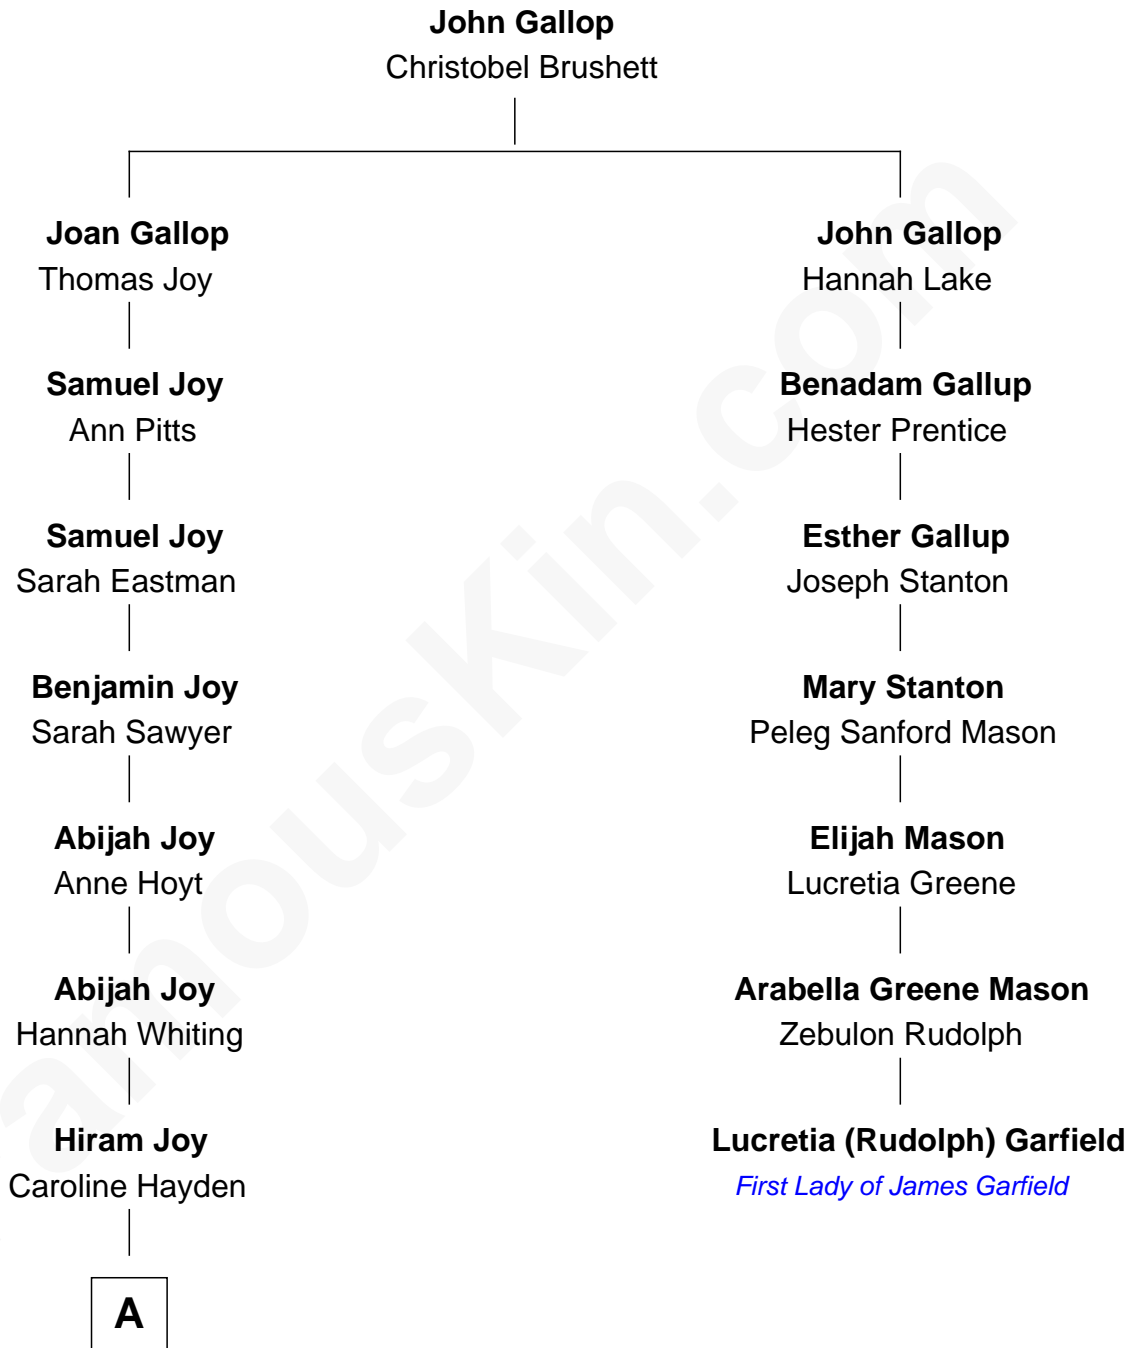 John Gallop
Christobel Brushett
Joan Gallop
Thomas Joy
John Gallop
Hannah Lake
Samuel Joy
Ann Pitts
Benadam Gallup
Hester Prentice
Samuel Joy
Sarah Eastman
Esther Gallup
Joseph Stanton
Benjamin Joy
Sarah Sawyer
Mary Stanton
Peleg Sanford Mason
Abijah Joy
Anne Hoyt
Elijah Mason
Lucretia Greene
Abijah Joy
Hannah Whiting
Arabella Greene Mason
Zebulon Rudolph
Hiram Joy
Caroline Hayden
Lucretia (Rudolph) Garfield
First Lady of James Garfield
A
amouskin.com